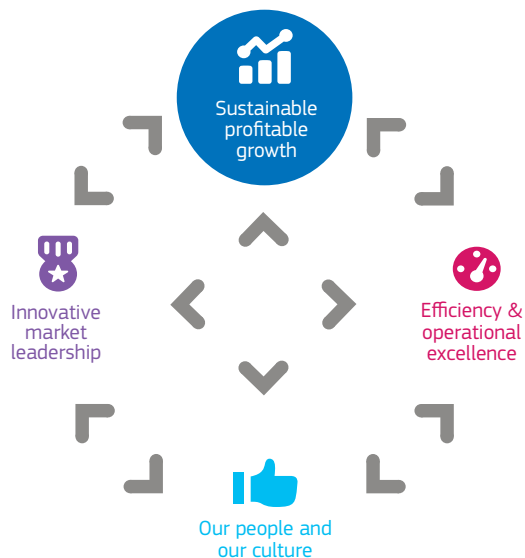 Sustainable
profitable
growth
Innovative
market
leadership
Efficiency &
operational
excellence
Our people and
our culture